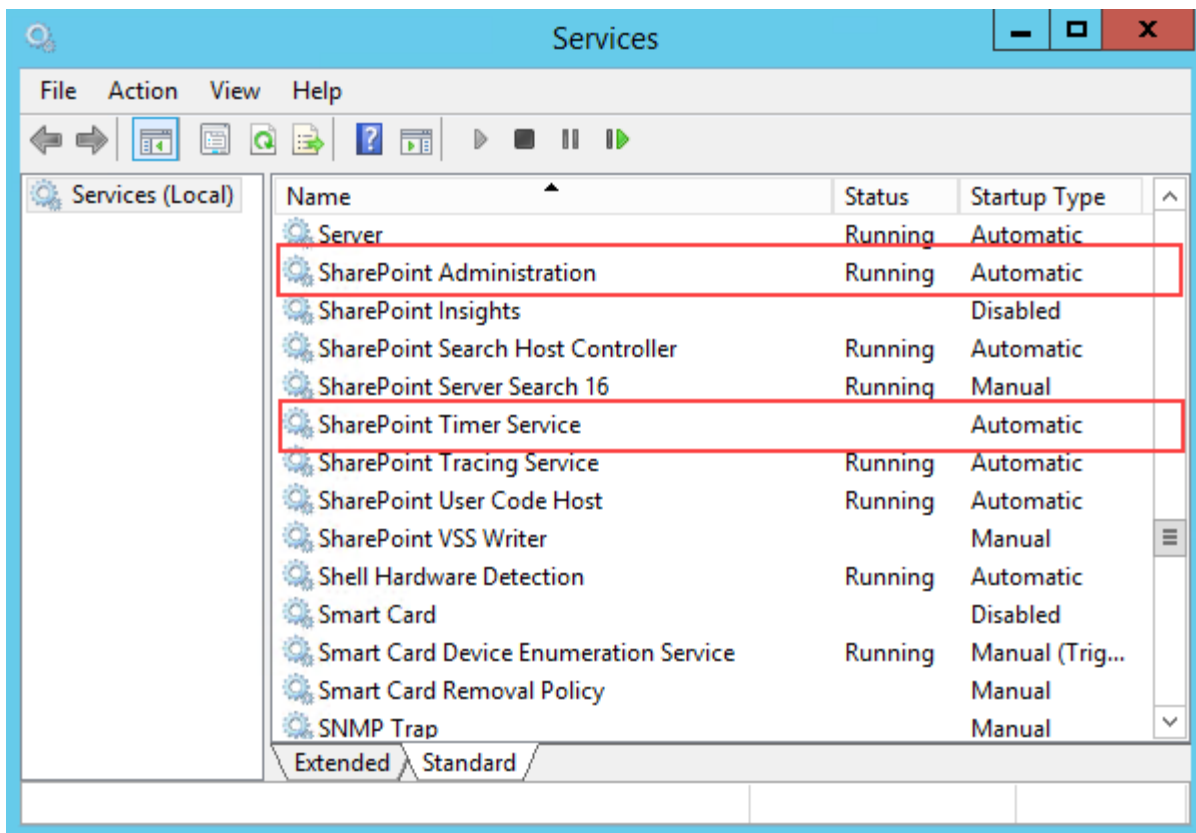 Services
File Action View Help
Services (Local)
Name Status Startup Type
Server Running Automatic
SharePoint Administration Running Automatic
SharePoint Insights Disabled
SharePoint Search Host Controller Running Automatic
SharePoint Server Search 16 Running Manual
SharePoint Timer Service Automatic
SharePoint Tracing Service Running Automatic
SharePoint User Code Host Running Automatic
SharePoint VSS Writer Manual
Shell Hardware Detection Running Automatic
Smart Card Disabled
Smart Card Device Enumeration Service Running Manual (Trig...
Smart Card Removal Policy Manual
SNMP Trap Manual
Extended Standard